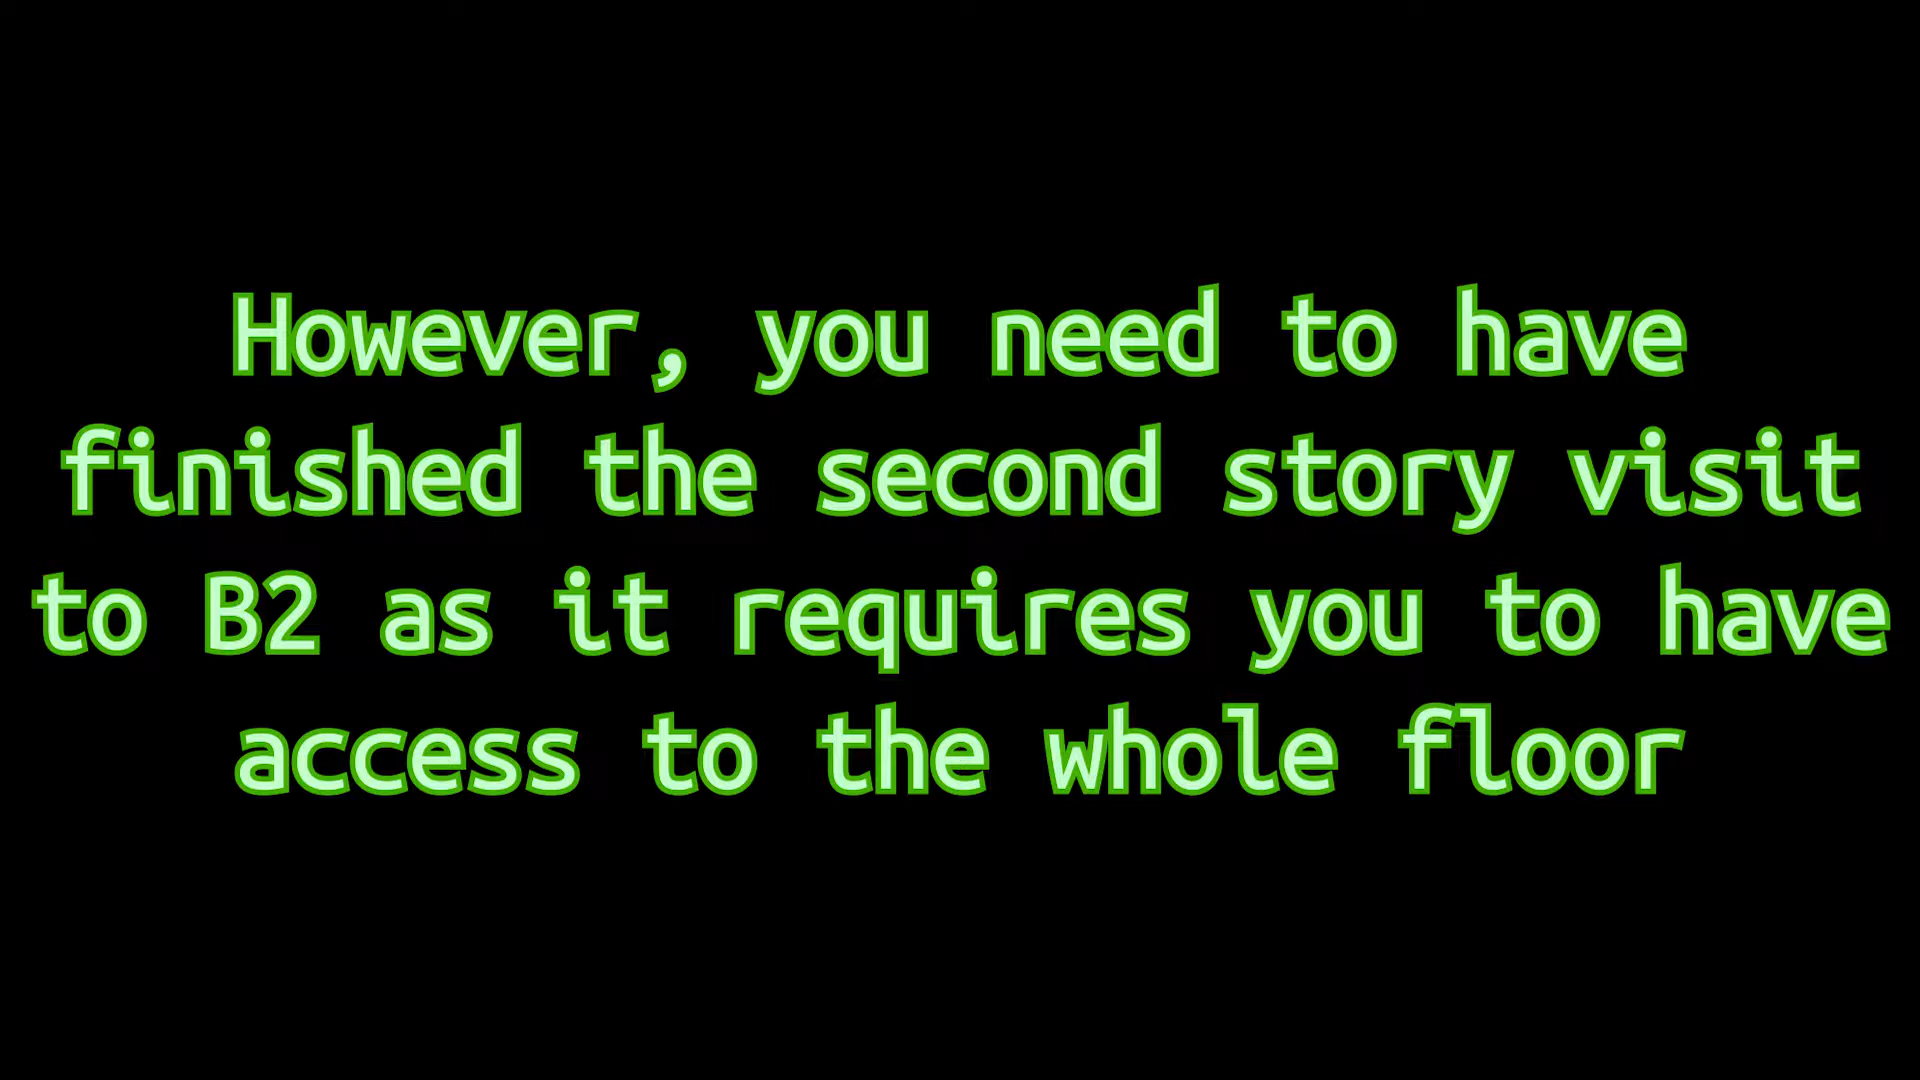 However, you need to have
finished the second story visit
to B2 as it requires you to have
access to the whole floor